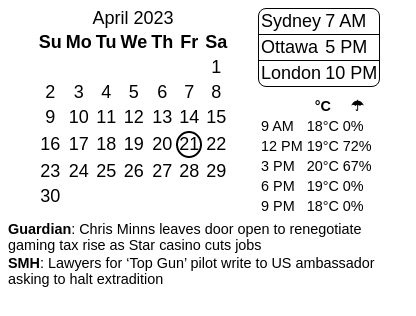 April 2023
Su Mo Tu We Th Fr Sa
1
2 3 4 5 6 7 8
9 10 11 12 13 14 15
16 17 18 19 20 21 22
23 24 25 26 27 28 29
30
Sydney 7 AM
Ottawa 5 PM
London 10 PM
°C ☂
9 AM 18°C 0%
12 PM 19°C 72%
3 PM 20°C 67%
6 PM 19°C 0%
9 PM 18°C 0%
Guardian: Chris Minns leaves door open to renegotiate
gaming tax rise as Star casino cuts jobs
SMH: Lawyers for ‘Top Gun’ pilot write to US ambassador
asking to halt extradition